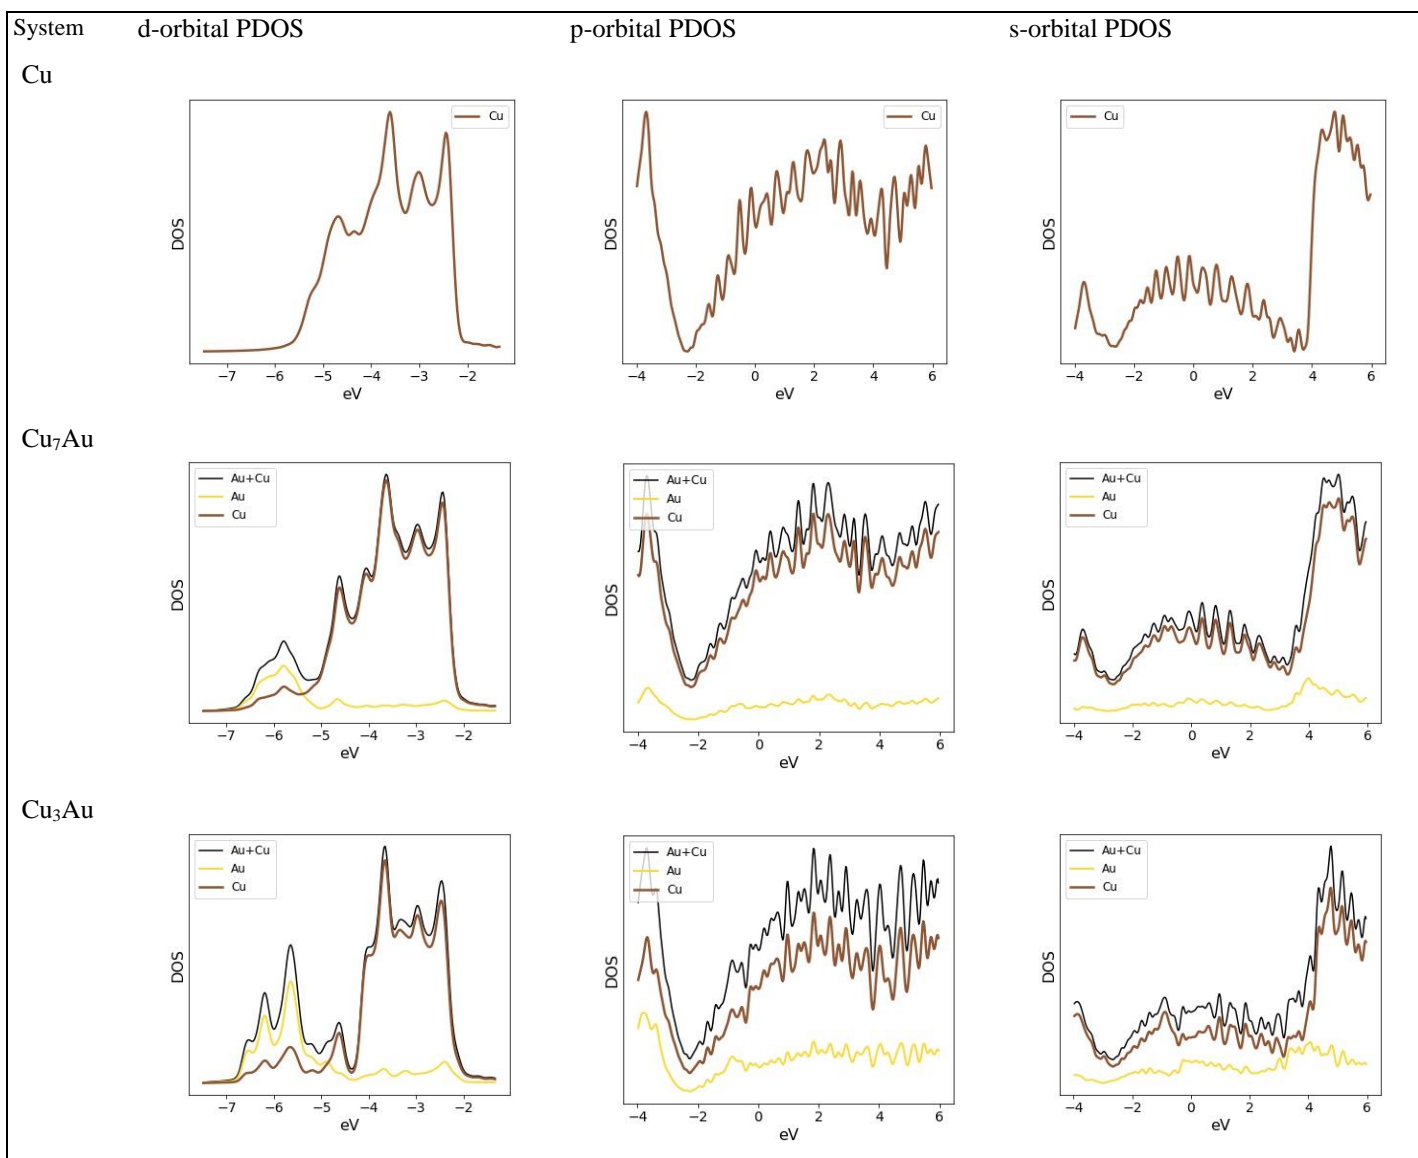 System d-orbital PDOS p-orbital PDOS s-orbital PDOS
Cu
Cu
DOS
−7 −6 −5 −4 −3 −2
eV
Cu
DOS
−4 −2 0 2 4 6
eV
Cu
DOS
−4 −2 0 2 4 6
eV
Cu₇Au
Au+Cu
Au
Cu
DOS
−7 −6 −5 −4 −3 −2
eV
Au+Cu
Au
Cu
DOS
−4 −2 0 2 4 6
eV
Au+Cu
Au
Cu
DOS
−4 −2 0 2 4 6
eV
Cu₃Au
Au+Cu
Au
Cu
DOS
−7 −6 −5 −4 −3 −2
eV
Au+Cu
Au
Cu
DOS
−4 −2 0 2 4 6
eV
Au+Cu
Au
Cu
DOS
−4 −2 0 2 4 6
eV